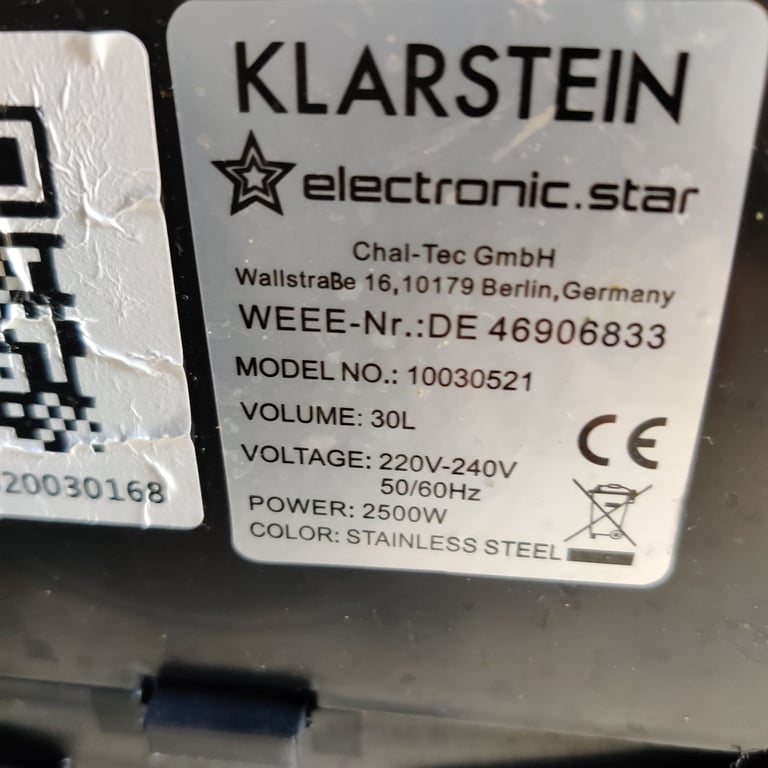 KLARSTEIN
electronic.star
Chal-Tec GmbH
Wallstraße 16,10179 Berlin,Germany
WEEE-Nr.:DE 46906833
MODEL NO.: 10030521
VOLUME: 30L
VOLTAGE: 220V-240V
50/60Hz
POWER: 2500W
COLOR: STAINLESS STEEL
CE
20030168